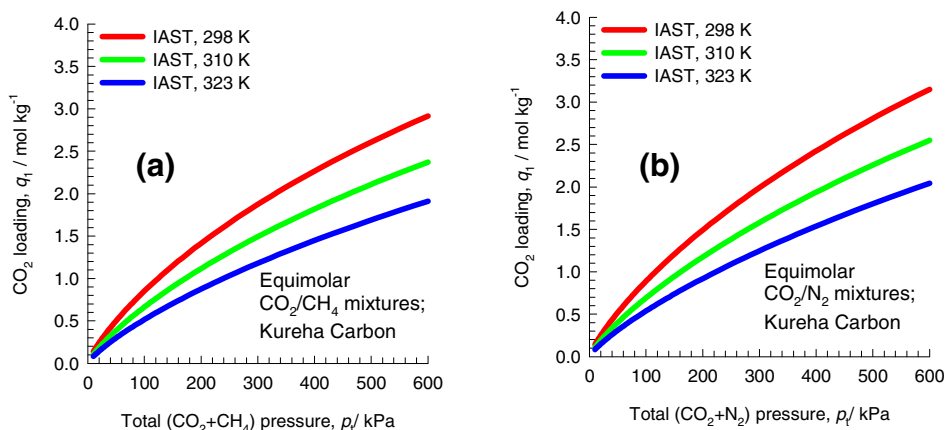 4.0
3.5
3.0
2.5
2.0
1.5
1.0
0.5
0.0
CO₂ loading, q₁ / mol kg⁻¹
IAST, 298 K
IAST, 310 K
IAST, 323 K
(a)
Equimolar
CO₂/CH₄ mixtures;
Kureha Carbon
0 100 200 300 400 500 600
Total (CO₂+CH₄) pressure, pₜ/ kPa
4.0
3.5
3.0
2.5
2.0
1.5
1.0
0.5
0.0
CO₂ loading, q₁ / mol kg⁻¹
IAST, 298 K
IAST, 310 K
IAST, 323 K
(b)
Equimolar
CO₂/N₂ mixtures;
Kureha Carbon
0 100 200 300 400 500 600
Total (CO₂+N₂) pressure, pₜ/ kPa